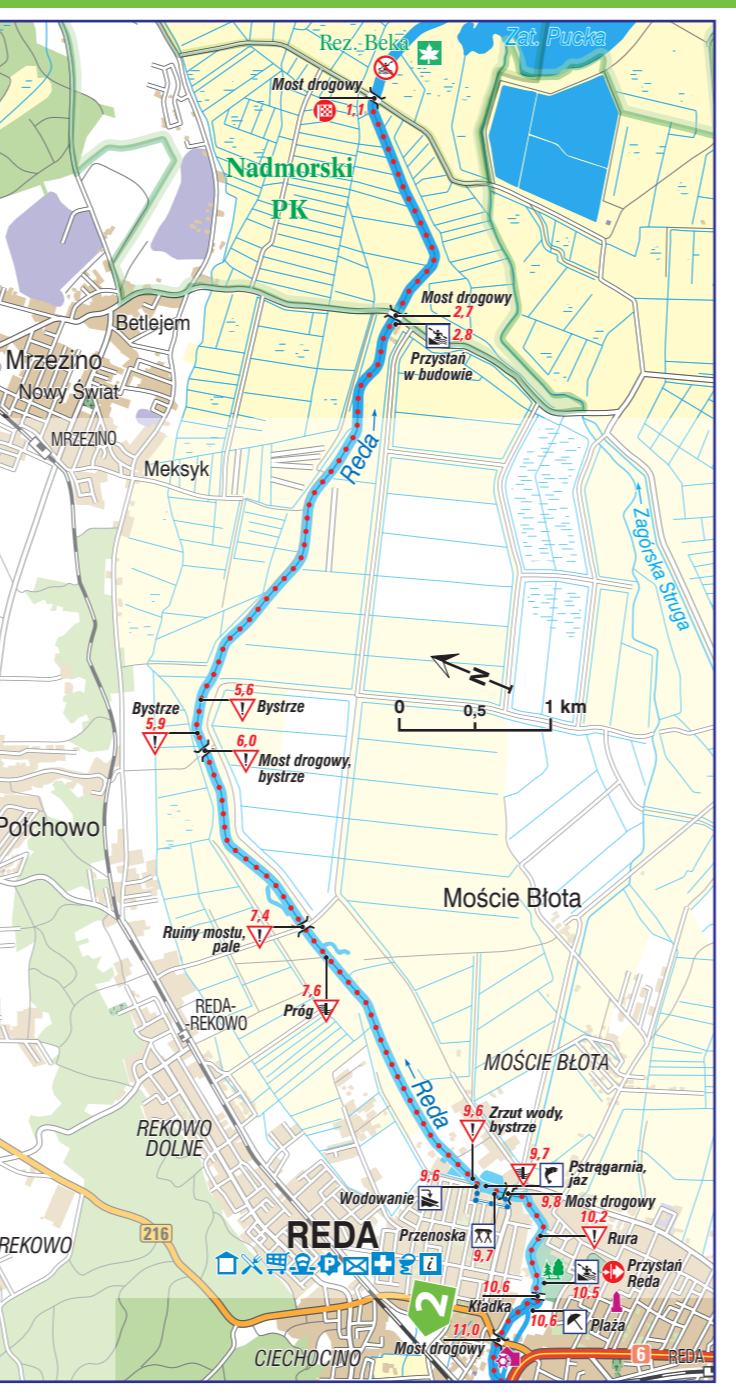 Rez. Beka
Zat. Pucka
Most drogowy
1,1
Nadmorski
PK
Most drogowy
2,7
2,8
Przystań
w budowie
Betlejem
Mrzezino
Nowy Świat
MRZEZINO
Meksyk
Reda
Zagórska Struga
N
0
0,5
1 km
5,6
Bystrze
Bystrze
5,9
6,0
Most drogowy,
bystrze
Połchowo
Moście Błota
7,4
Ruiny mostu,
pale
7,6
Próg
REDA-
-REKOWO
MOŚCIE BŁOTA
Reda
REKOWO
DOLNE
9,6
Zrzut wody,
bystrze
9,7
Pstrągarnia,
jaz
9,6
Wodowanie
9,8 Most drogowy
Przenoska
9,7
10,2
Rura
216
REKOWO
REDA
P
i
Przystań
Reda
10,5
10,6
Kładka
10,6
Plaża
2
11,0
Most drogowy
CIECHOCINO
6
REDA